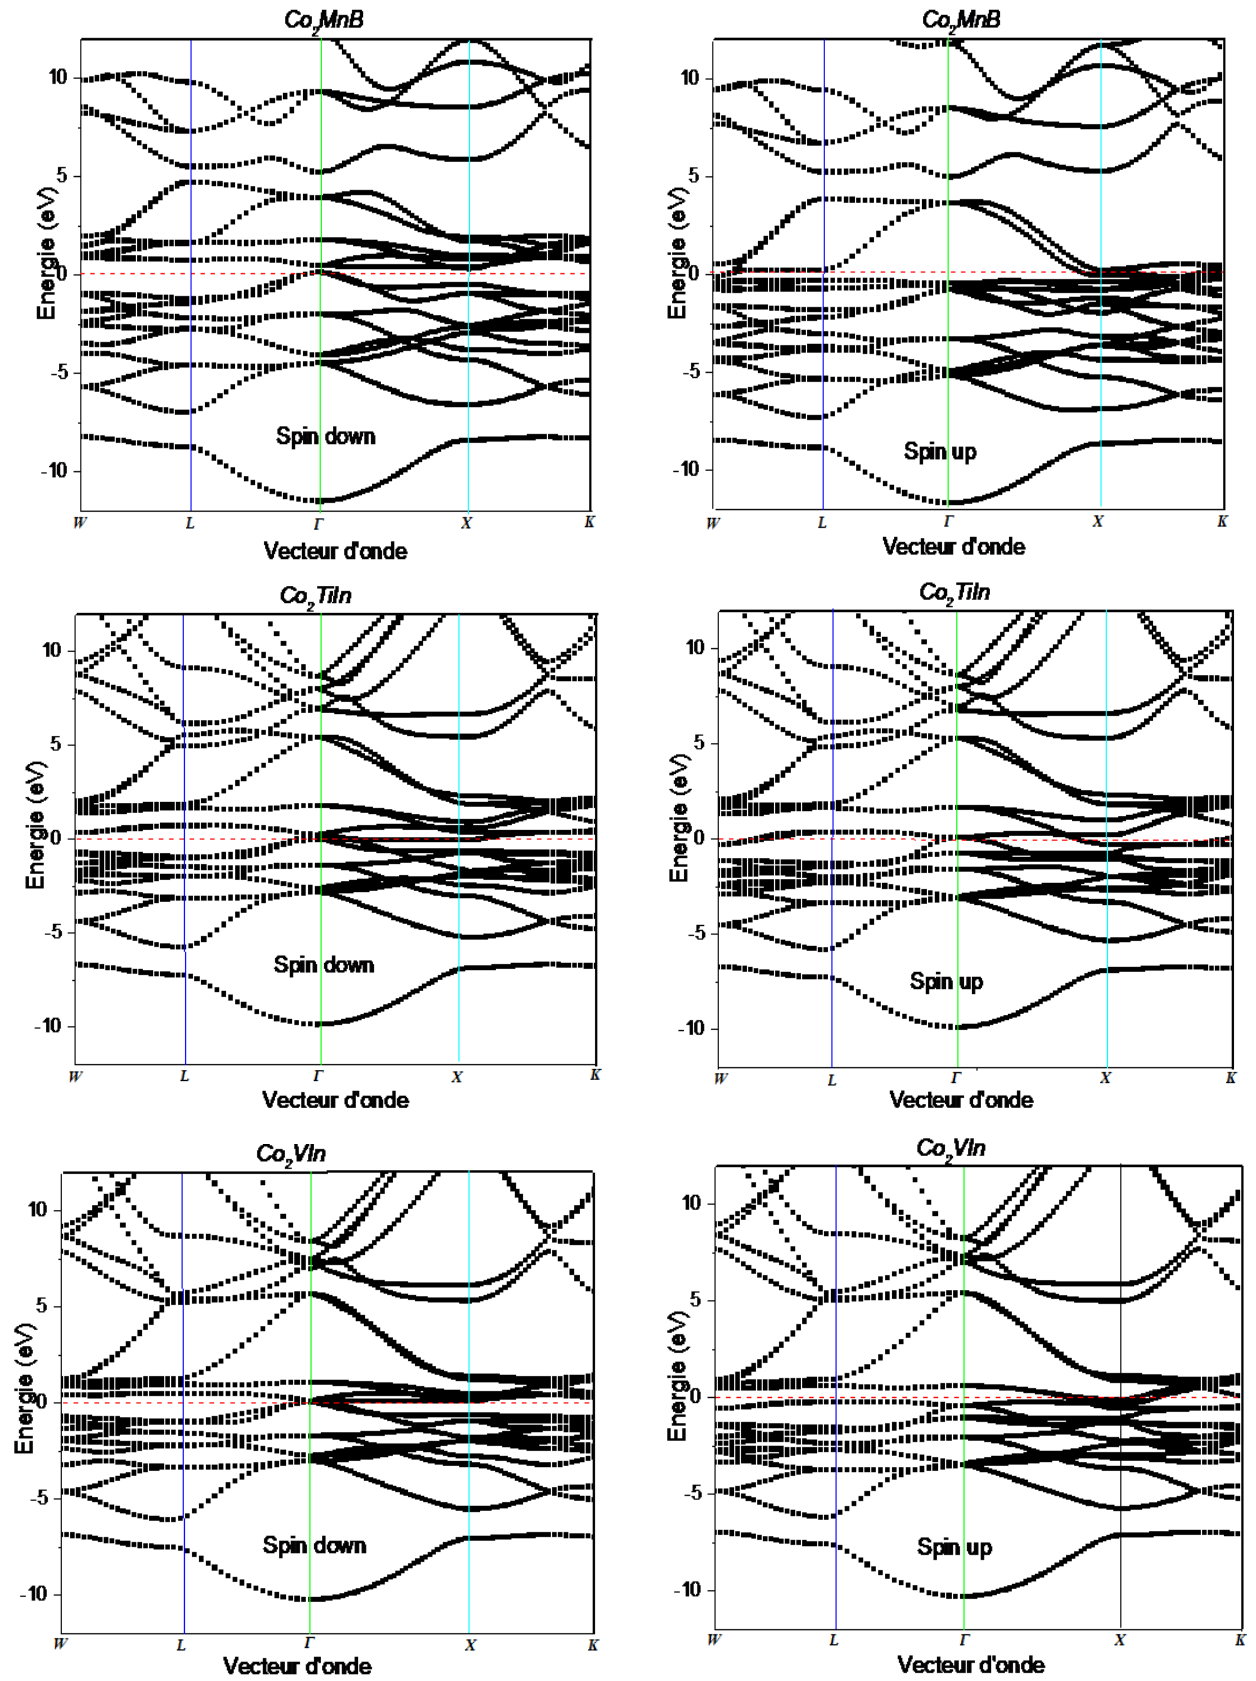 Co2MnB
Energie (eV)
10
5
0
-5
-10
Spin down
W L Γ X K
Vecteur d'onde
Co2MnB
Energie (eV)
10
5
0
-5
-10
Spin up
W L Γ X K
Vecteur d'onde
Co2TiIn
Energie (eV)
10
5
0
-5
-10
Spin down
W L Γ X K
Vecteur d'onde
Co2TiIn
Energie (eV)
10
5
0
-5
-10
Spin up
W L Γ X K
Vecteur d'onde
Co2VIn
Energie (eV)
10
5
0
-5
-10
Spin down
W L Γ X K
Vecteur d'onde
Co2VIn
Energie (eV)
10
5
0
-5
-10
Spin up
W L Γ X K
Vecteur d'onde